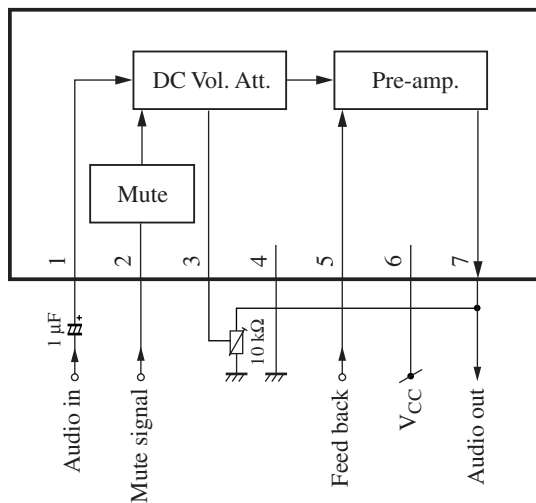 DC Vol. Att.
Pre-amp.
Mute
1
2
3
4
5
6
7
1 μF
+
10 kΩ
Audio in
Mute signal
Feed back
VCC
Audio out